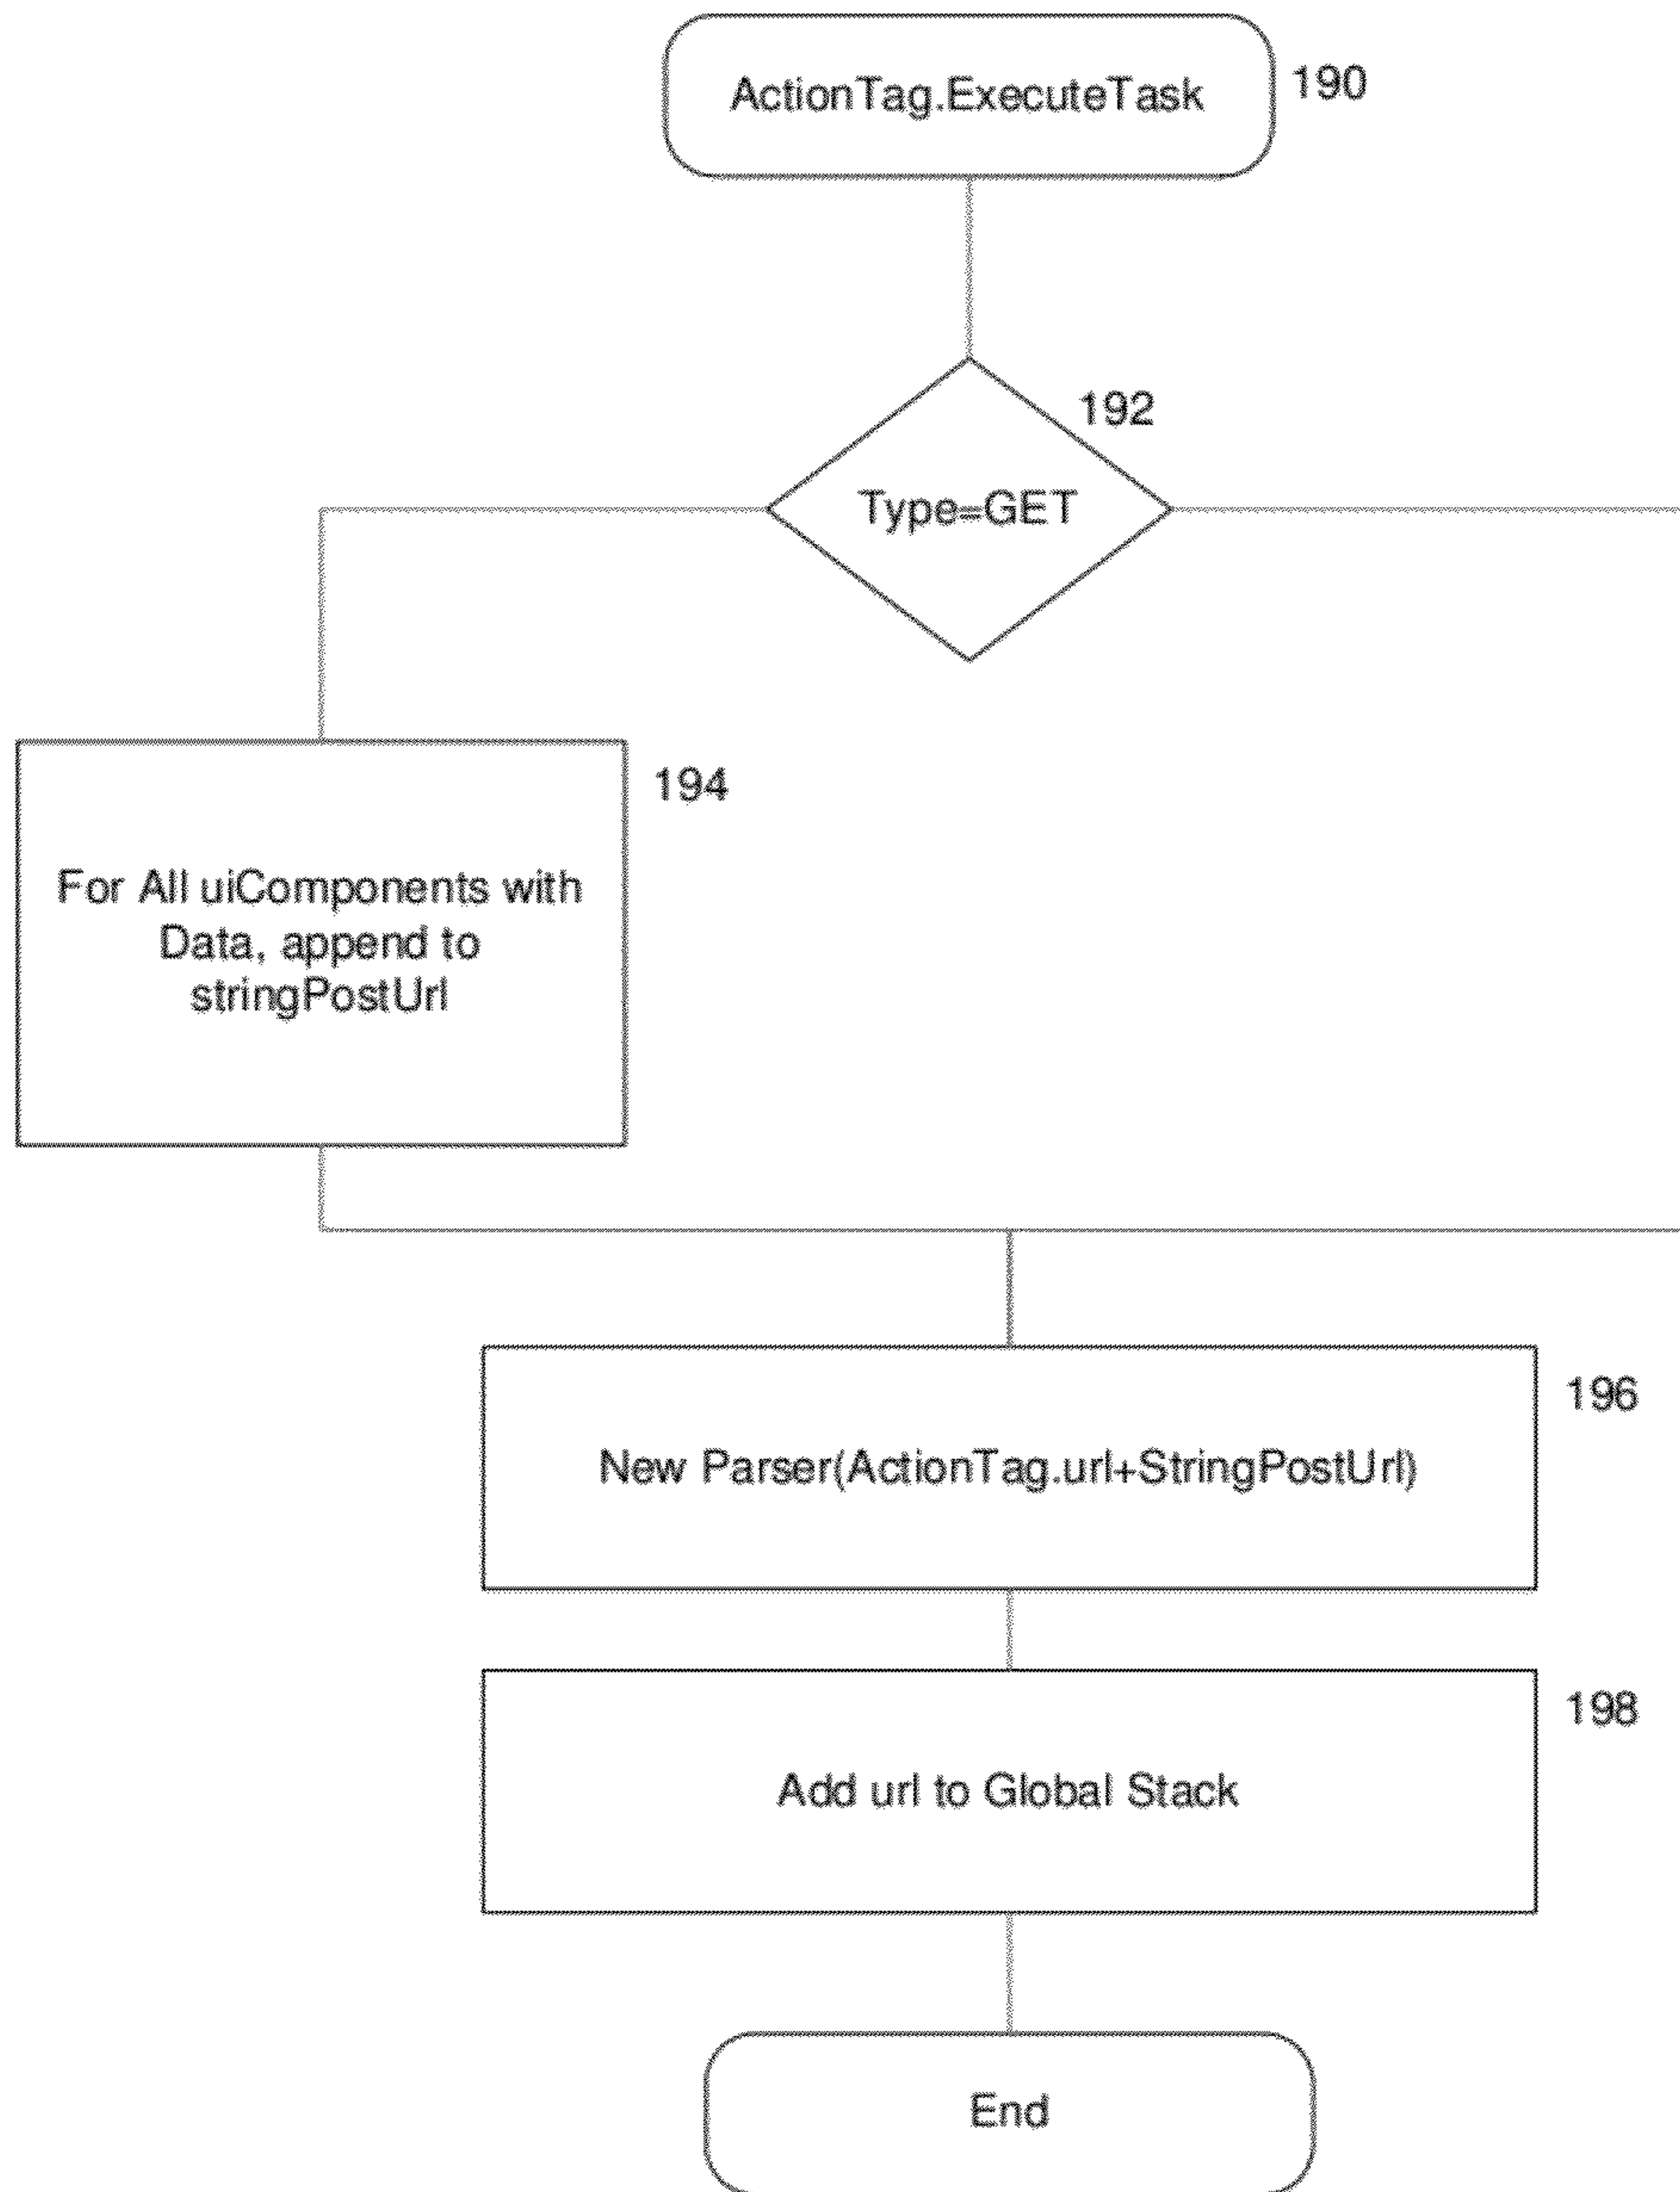 ActionTag.ExecuteTask
190
192
Type=GET
194
For All uiComponents with
Data, append to
stringPostUrl
196
New Parser(ActionTag.url+StringPostUrl)
198
Add url to Global Stack
End